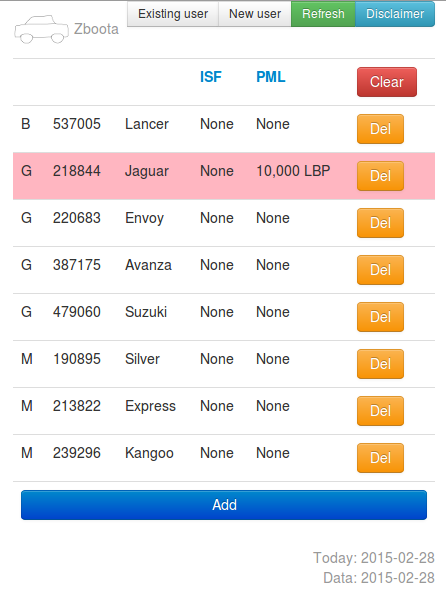 Zboota Existing user New user Refresh Disclaimer
ISF PML Clear
B 537005 Lancer None None Del
G 218844 Jaguar None 10,000 LBP Del
G 220683 Envoy None None Del
G 387175 Avanza None None Del
G 479060 Suzuki None None Del
M 190895 Silver None None Del
M 213822 Express None None Del
M 239296 Kangoo None None Del
Add
Today: 2015-02-28
Data: 2015-02-28